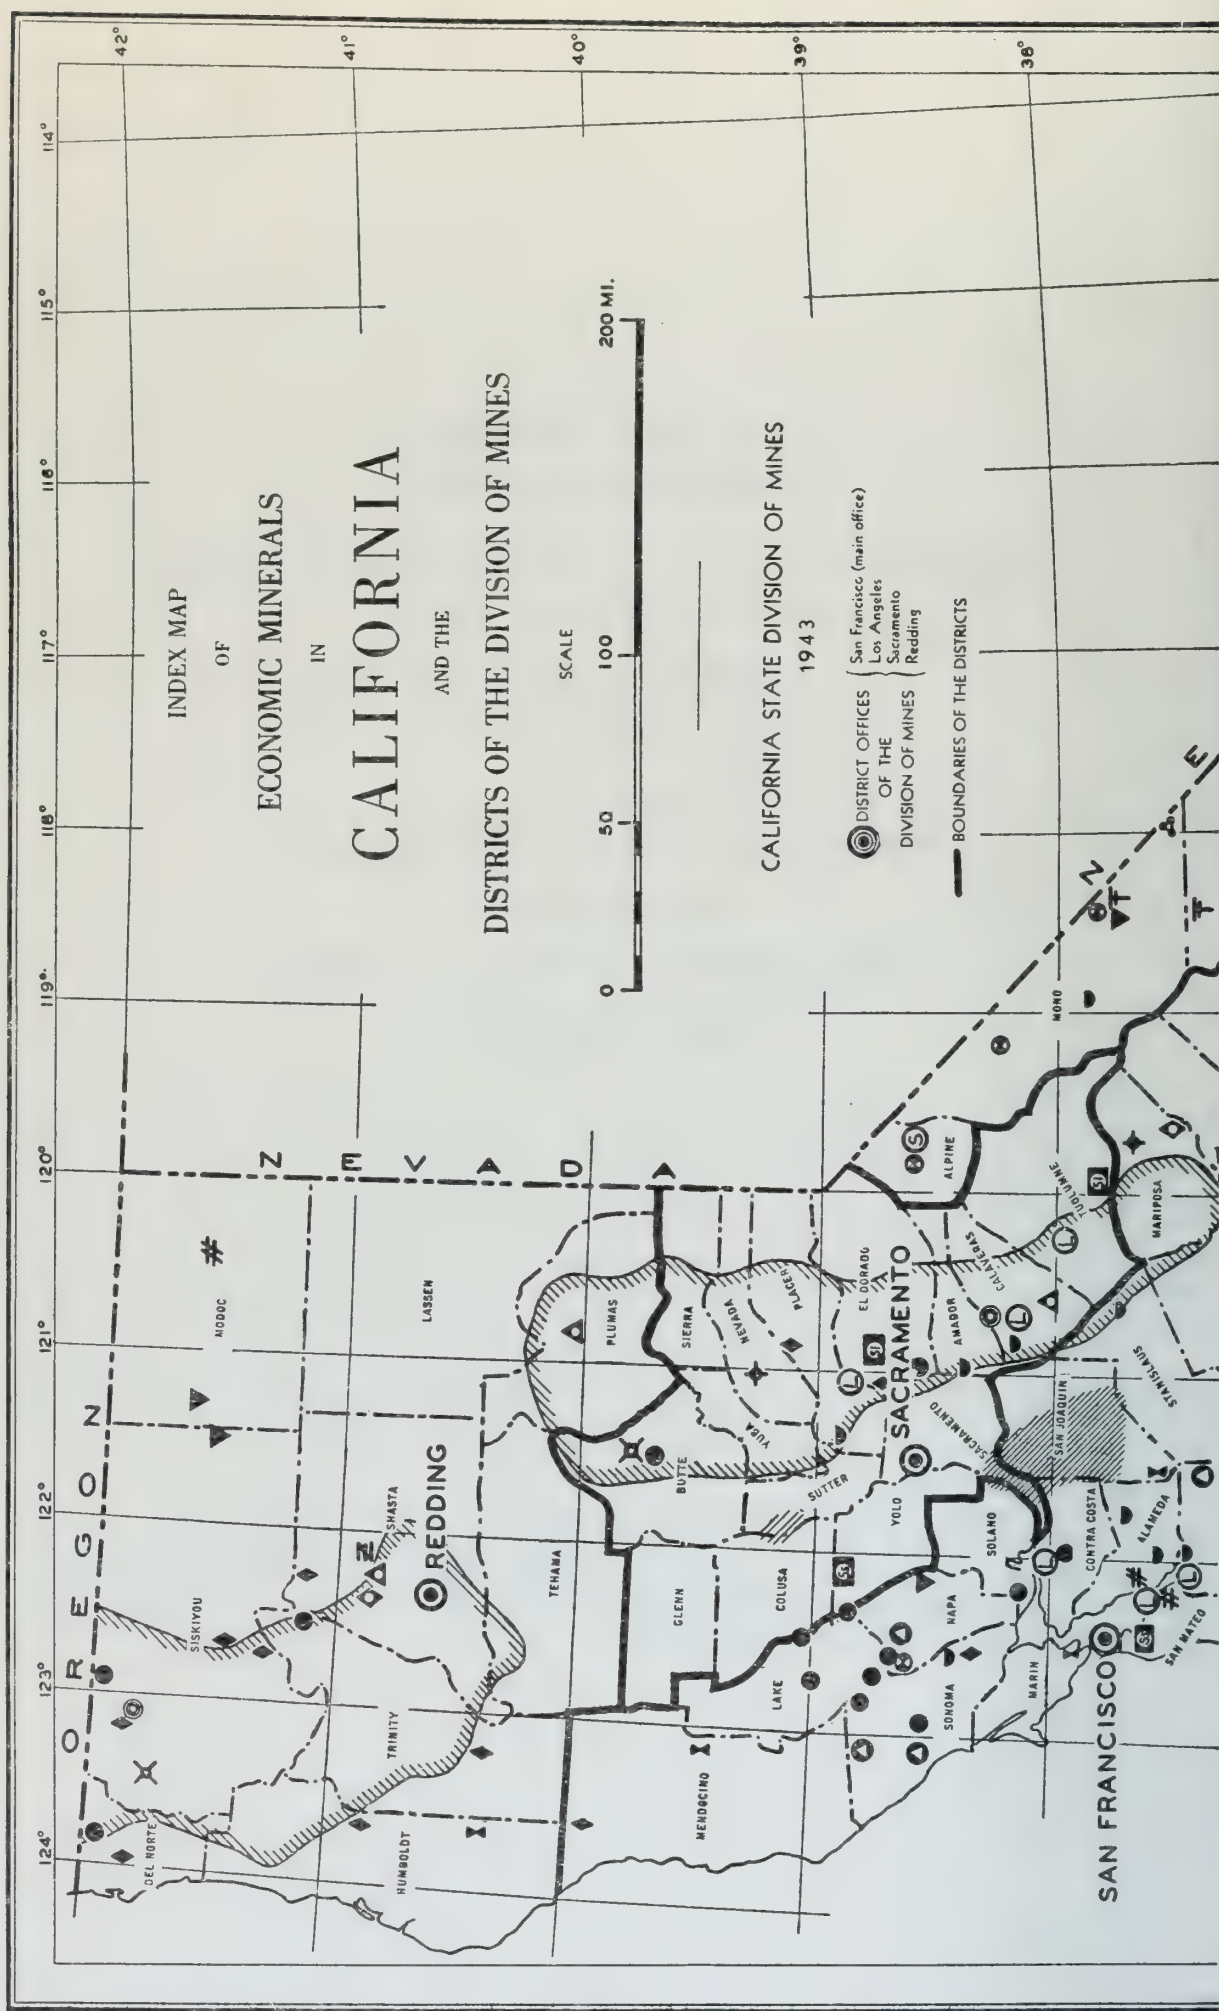 INDEX MAP
OF
ECONOMIC MINERALS
IN
CALIFORNIA
AND THE
DISTRICTS OF THE DIVISION OF MINES
SCALE
0 50 100 200 MI.
CALIFORNIA STATE DIVISION OF MINES
1943
DISTRICT OFFICES
OF THE
DIVISION OF MINES
San Francisco (main office)
Los Angeles
Sacramento
Redding
BOUNDARIES OF THE DISTRICTS
124° 123° 122° 121° 120° 119° 118° 117° 116° 115° 114°
42°
41°
40°
39°
38°
OREGON
NEVADA
N E
DEL NORTE
SISKIYOU
MODOC
HUMBOLDT
TRINITY
SHASTA
LASSEN
REDDING
TEHAMA
PLUMAS
MENDOCINO
GLENN
BUTTE
SIERRA
LAKE
COLUSA
SUTTER
YUBA
NEVADA
PLACER
SONOMA
NAPA
YOLO
SACRAMENTO
EL DORADO
ALPINE
MARIN
SOLANO
SACRAMENTO
AMADOR
CALAVERAS
MONO
SAN FRANCISCO
CONTRA COSTA
SAN JOAQUIN
TUOLUMNE
SAN MATEO
ALAMEDA
STANISLAUS
MARIPOSA
S
L
L
L
L
L
L
L
SI
SI
Z